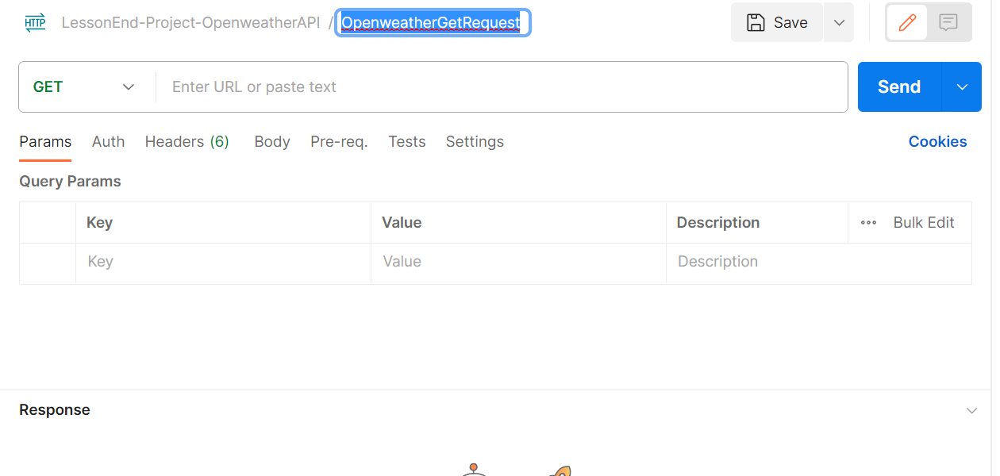 HTTP LessonEnd-Project-OpenweatherAPI / OpenweatherGetRequest Save
GET Enter URL or paste text Send
Params Auth Headers (6) Body Pre-req. Tests Settings Cookies
Query Params
Key Value Description Bulk Edit
Key Value Description
Response